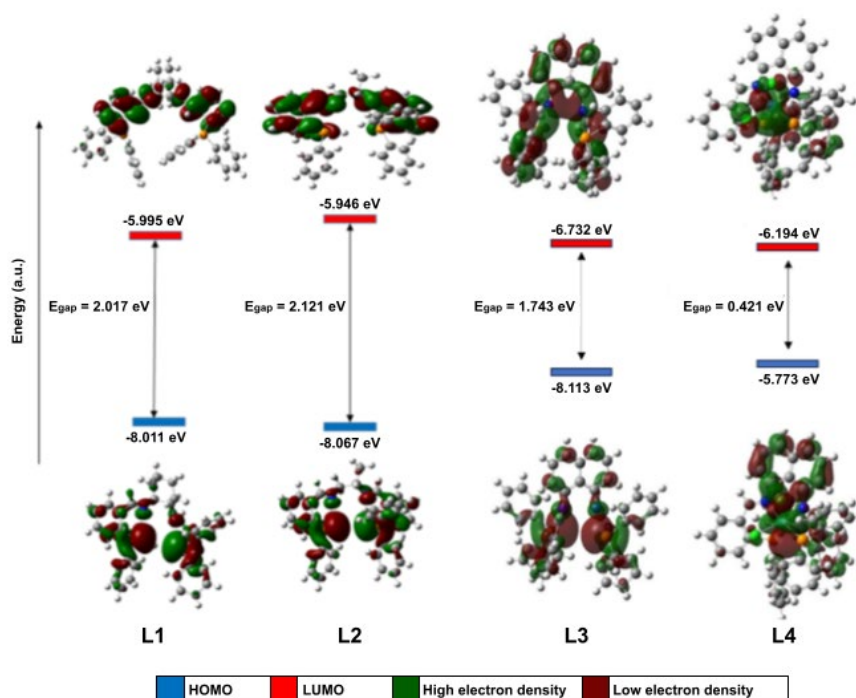 -5.995 eV
-5.946 eV
-6.732 eV
-6.194 eV
Energy (a.u.)
Egap = 2.017 eV
Egap = 2.121 eV
Egap = 1.743 eV
Egap = 0.421 eV
-8.011 eV
-8.067 eV
-8.113 eV
-5.773 eV
L1
L2
L3
L4
HOMO
LUMO
High electron density
Low electron density